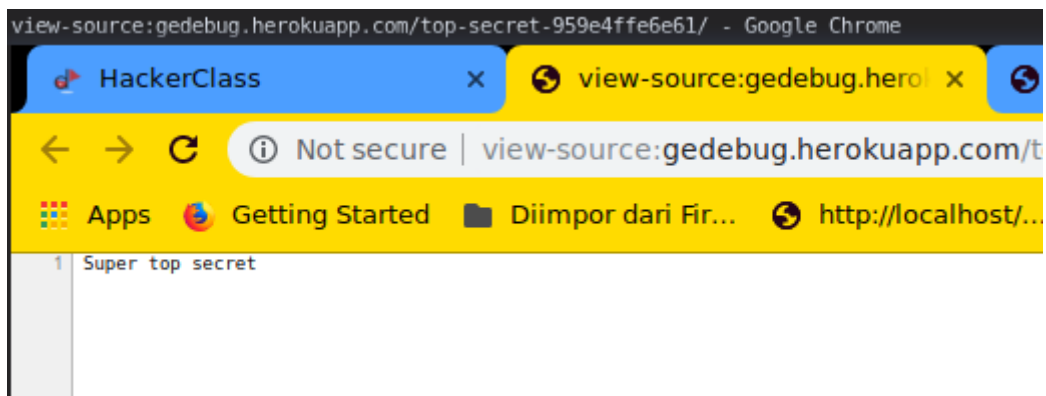 view-source:gedebug.herokuapp.com/top-secret-959e4ffe6e61/ - Google Chrome
HackerClass × view-source:gedebug.herol ×
Not secure | view-source:gedebug.herokuapp.com/t
Apps Getting Started Diimpor dari Fir... http://localhost/...
1 Super top secret